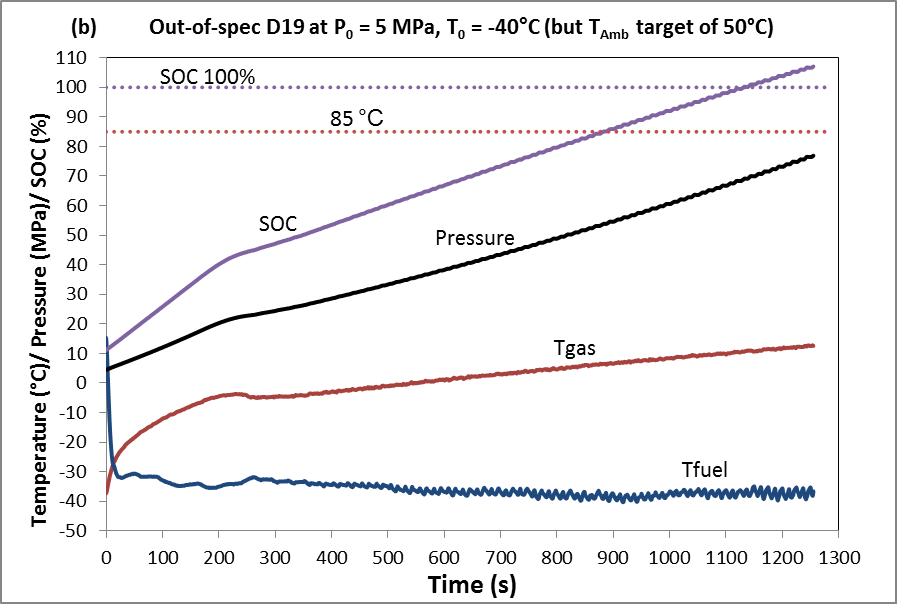 (b) Out-of-spec D19 at P₀ = 5 MPa, T₀ = -40°C (but T_Amb target of 50°C)
Temperature (°C)/ Pressure (MPa)/ SOC (%)
110
100
90
80
70
60
50
40
30
20
10
0
-10
-20
-30
-40
-50
SOC 100%
85 °C
SOC
Pressure
Tgas
Tfuel
0 100 200 300 400 500 600 700 800 900 1000 1100 1200 1300
Time (s)